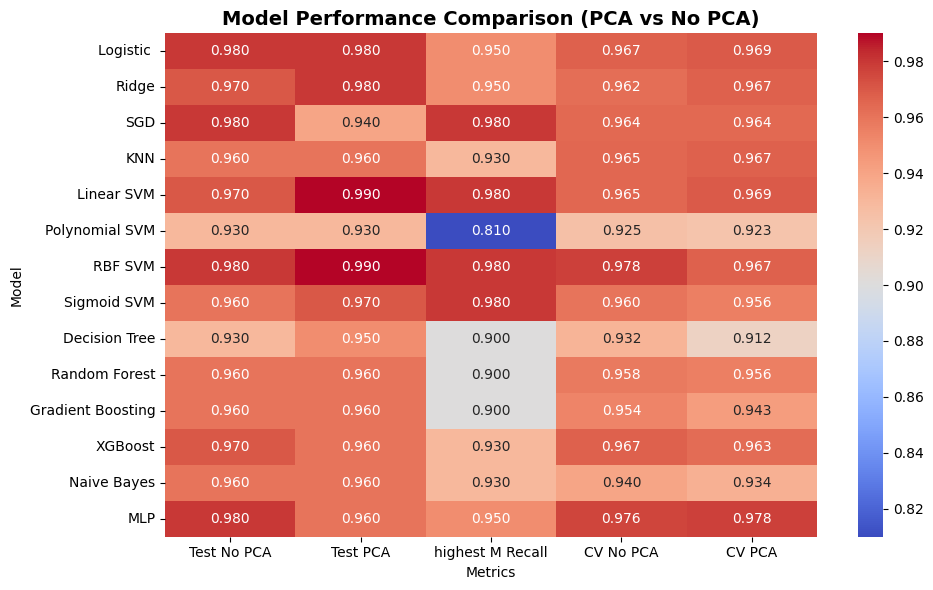 Model Performance Comparison (PCA vs No PCA)
Logistic 0.980 0.980 0.950 0.967 0.969
Ridge 0.970 0.980 0.950 0.962 0.967
SGD 0.980 0.940 0.980 0.964 0.964
KNN 0.960 0.960 0.930 0.965 0.967
Linear SVM 0.970 0.990 0.980 0.965 0.969
Polynomial SVM 0.930 0.930 0.810 0.925 0.923
RBF SVM 0.980 0.990 0.980 0.978 0.967
Sigmoid SVM 0.960 0.970 0.980 0.960 0.956
Decision Tree 0.930 0.950 0.900 0.932 0.912
Random Forest 0.960 0.960 0.900 0.958 0.956
Gradient Boosting 0.960 0.960 0.900 0.954 0.943
XGBoost 0.970 0.960 0.930 0.967 0.963
Naive Bayes 0.960 0.960 0.930 0.940 0.934
MLP 0.980 0.960 0.950 0.976 0.978
Test No PCA Test PCA highest M Recall CV No PCA CV PCA
Metrics
Model
0.98
0.96
0.94
0.92
0.90
0.88
0.86
0.84
0.82